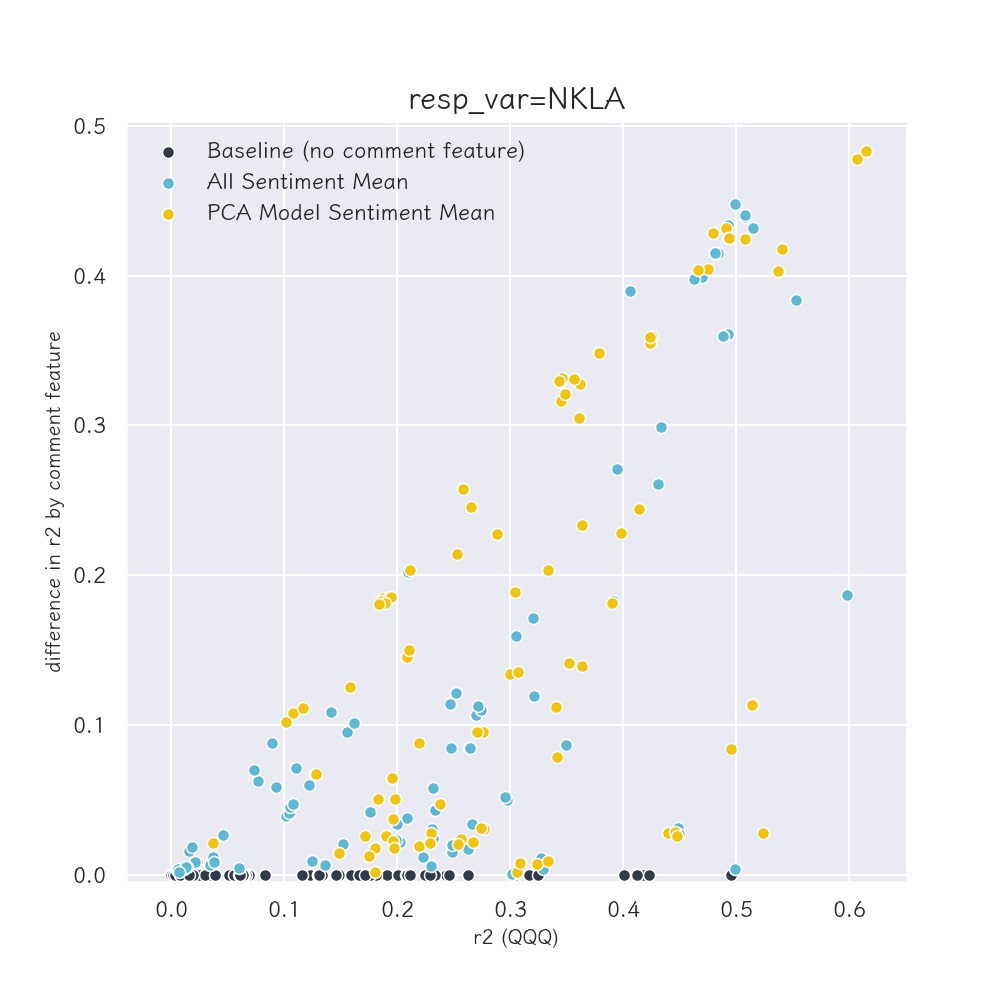 resp_var=NKLA
0.5
Baseline (no comment feature)
All Sentiment Mean
PCA Model Sentiment Mean
0.4
0.3
0.2
0.1
0.0
difference in r2 by comment feature
0.0 0.1 0.2 0.3 0.4 0.5 0.6
r2 (QQQ)